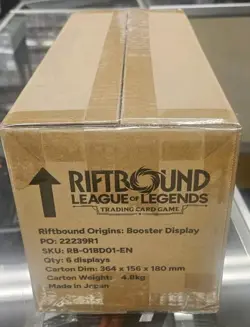 RIFTBOUND
LEAGUE OF LEGENDS
TRADING CARD GAME
Riftbound Origins: Booster Display
PO: 22239R1
SKU: RB-01BD01-EN
Qty: 6 displays
Carton Dim: 364 x 156 x 180 mm
Carton Weight: 4.8kg
Made in Japan